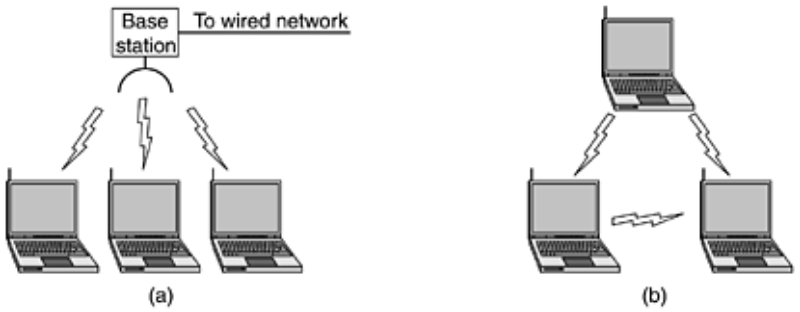 Base
station
To wired network
(a)
(b)